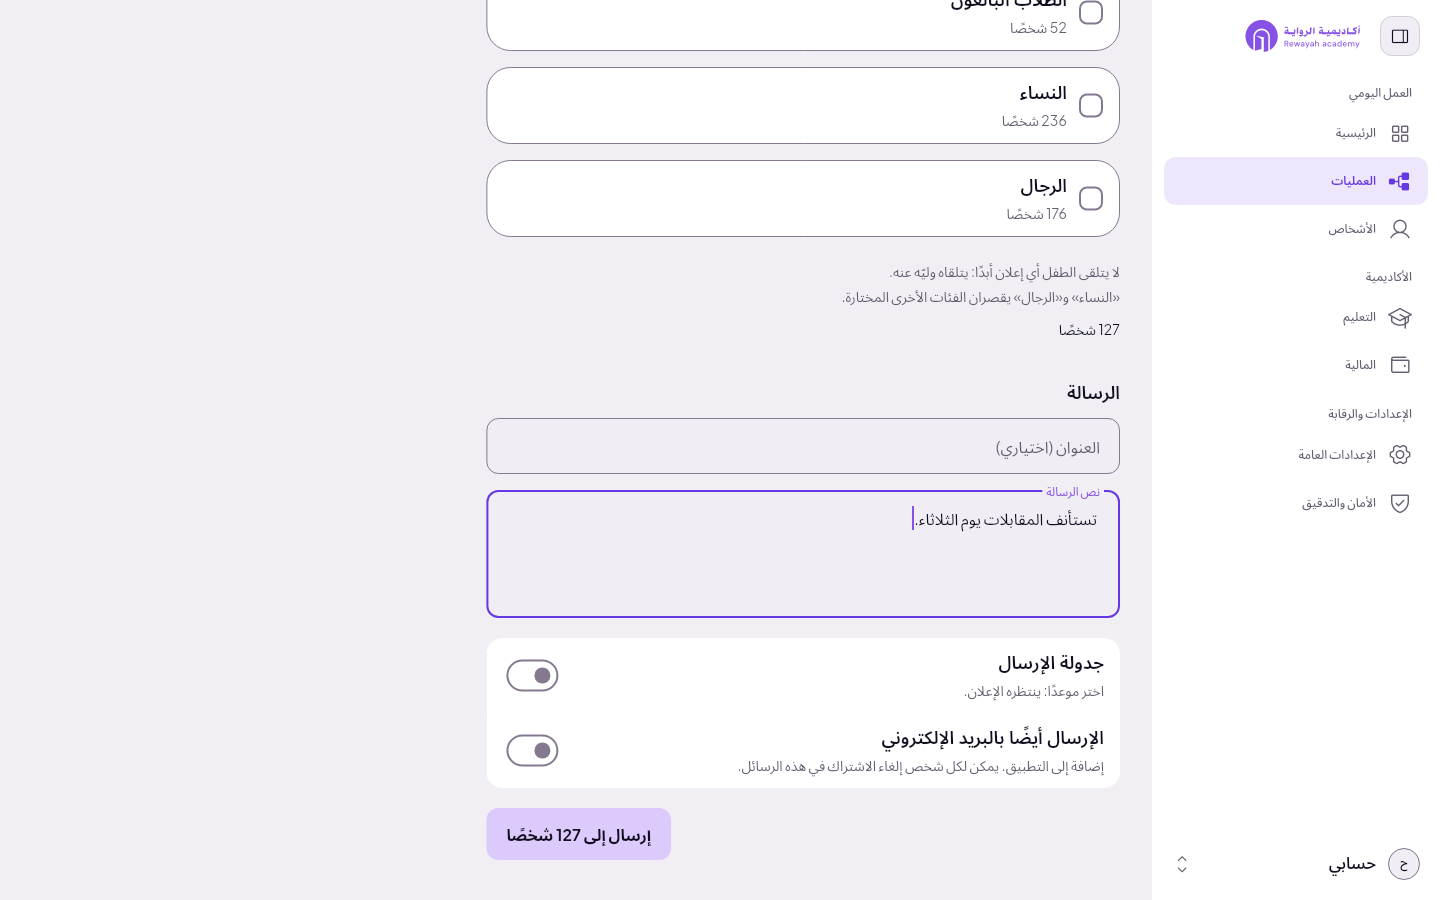 أكاديمية الرواية
Rewayah academy
العمل اليومي
الرئيسية
العمليات
الأشخاص
الأكاديمية
التعليم
المالية
الإعدادات والرقابة
الإعدادات العامة
الأمان والتدقيق
ح
حسابي
الطلاب البالغون
52 شخصًا
النساء
236 شخصًا
الرجال
176 شخصًا
لا يتلقى الطفل أي إعلان أبدًا: يتلقاه وليّه عنه.
«النساء» و«الرجال» يقصران الفئات الأخرى المختارة.
127 شخصًا
الرسالة
العنوان (اختياري)
نص الرسالة
تستأنف المقابلات يوم الثلاثاء.
جدولة الإرسال
اختر موعدًا: ينتظره الإعلان.
الإرسال أيضًا بالبريد الإلكتروني
إضافة إلى التطبيق. يمكن لكل شخص إلغاء الاشتراك في هذه الرسائل.
إرسال إلى 127 شخصًا